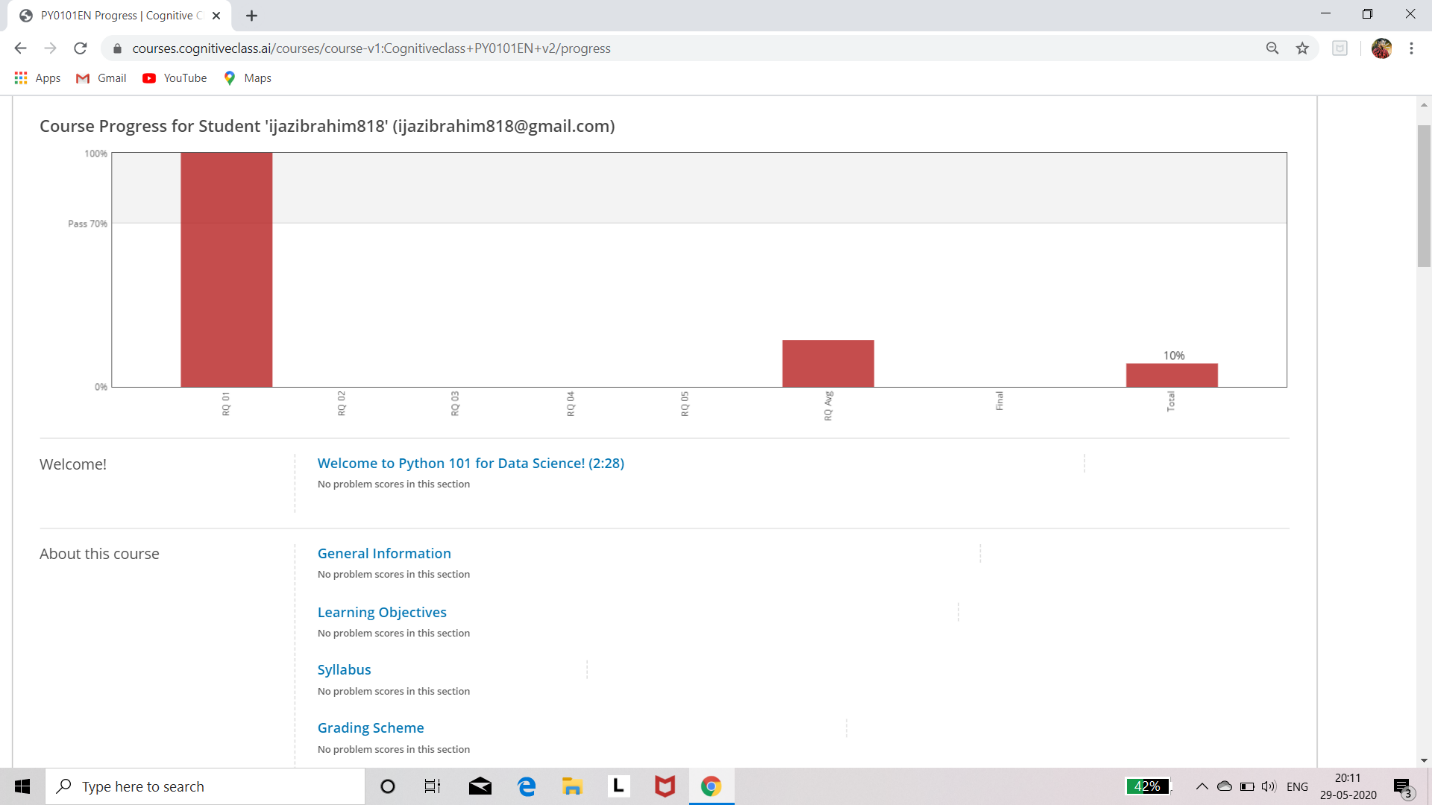 PY0101EN Progress | Cognitive C
courses.cognitiveclass.ai/courses/course-v1:Cognitiveclass+PY0101EN+v2/progress
Apps Gmail YouTube Maps
Course Progress for Student 'ijazibrahim818' (ijazibrahim818@gmail.com)
100%
Pass 70%
10%
0%
RQ 01 RQ 02 RQ 03 RQ 04 RQ 05 RQ Avg Final Total
Welcome!
Welcome to Python 101 for Data Science! (2:28)
No problem scores in this section
About this course
General Information
No problem scores in this section
Learning Objectives
No problem scores in this section
Syllabus
No problem scores in this section
Grading Scheme
No problem scores in this section
Type here to search
L
42%
ENG
20:11
29-05-2020
3